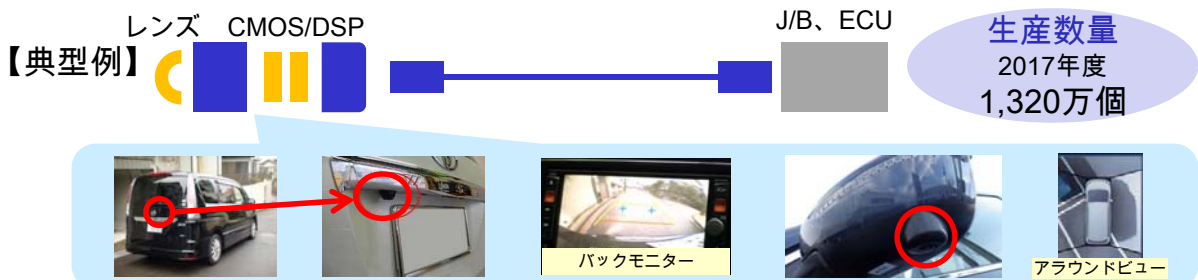 レンズ CMOS/DSP
J/B、ECU
【典型例】
生産数量
2017年度
1,320万個
バックモニター
アラウンドビュー